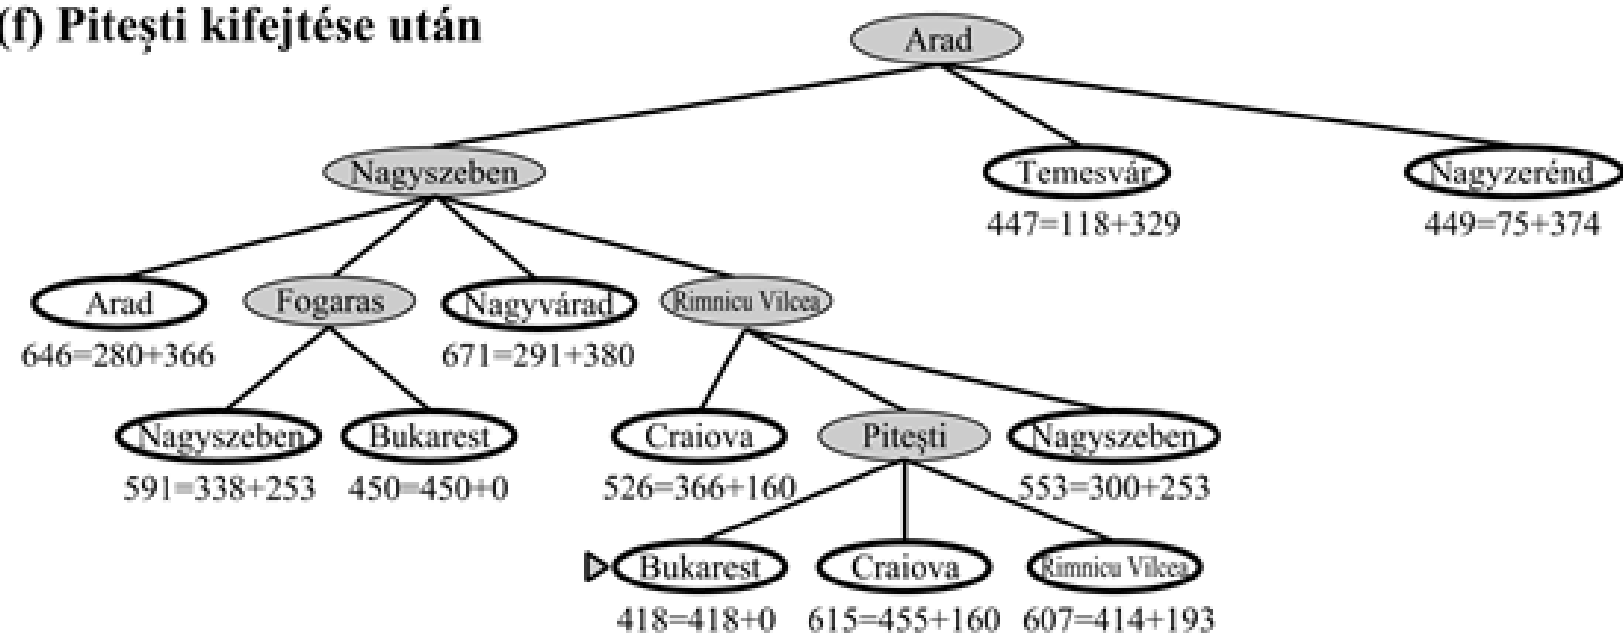 (f) Pitești kifejtése után
Arad
Nagyszeben
Temesvár
Nagyzerénd
447=118+329
449=75+374
Arad
Fogaras
Nagyvárad
Rimnicu Vilcea
646=280+366
671=291+380
Nagyszeben
Bukarest
Craiova
Pitești
Nagyszeben
591=338+253
450=450+0
526=366+160
553=300+253
Bukarest
Craiova
Rimnicu Vilcea
418=418+0
615=455+160
607=414+193